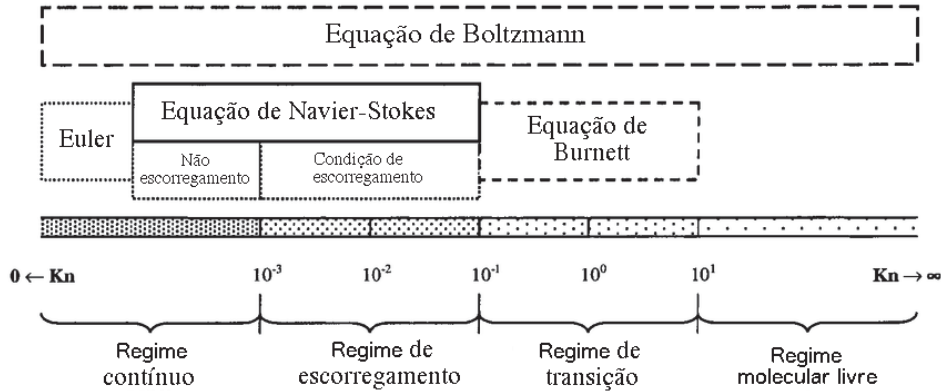 Equação de Boltzmann
Equação de Navier-Stokes
Euler
Equação de
Burnett
Não
escorregamento
Condição de
escorregamento
0 ← Kn
10⁻³
10⁻²
10⁻¹
10⁰
10¹
Kn → ∞
Regime
contínuo
Regime de
escorregamento
Regime de
transição
Regime
molecular livre